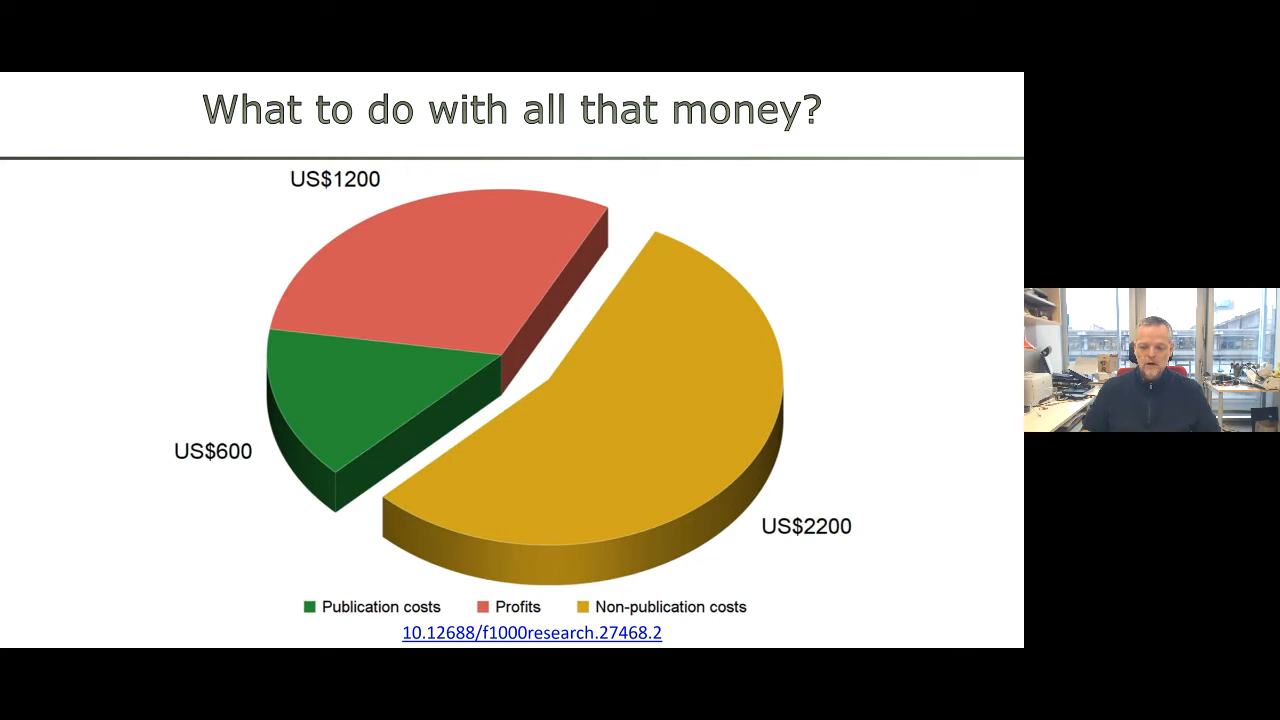 What to do with all that money?
US$1200
US$600
US$2200
Publication costs
Profits
Non-publication costs
10.12688/f1000research.27468.2